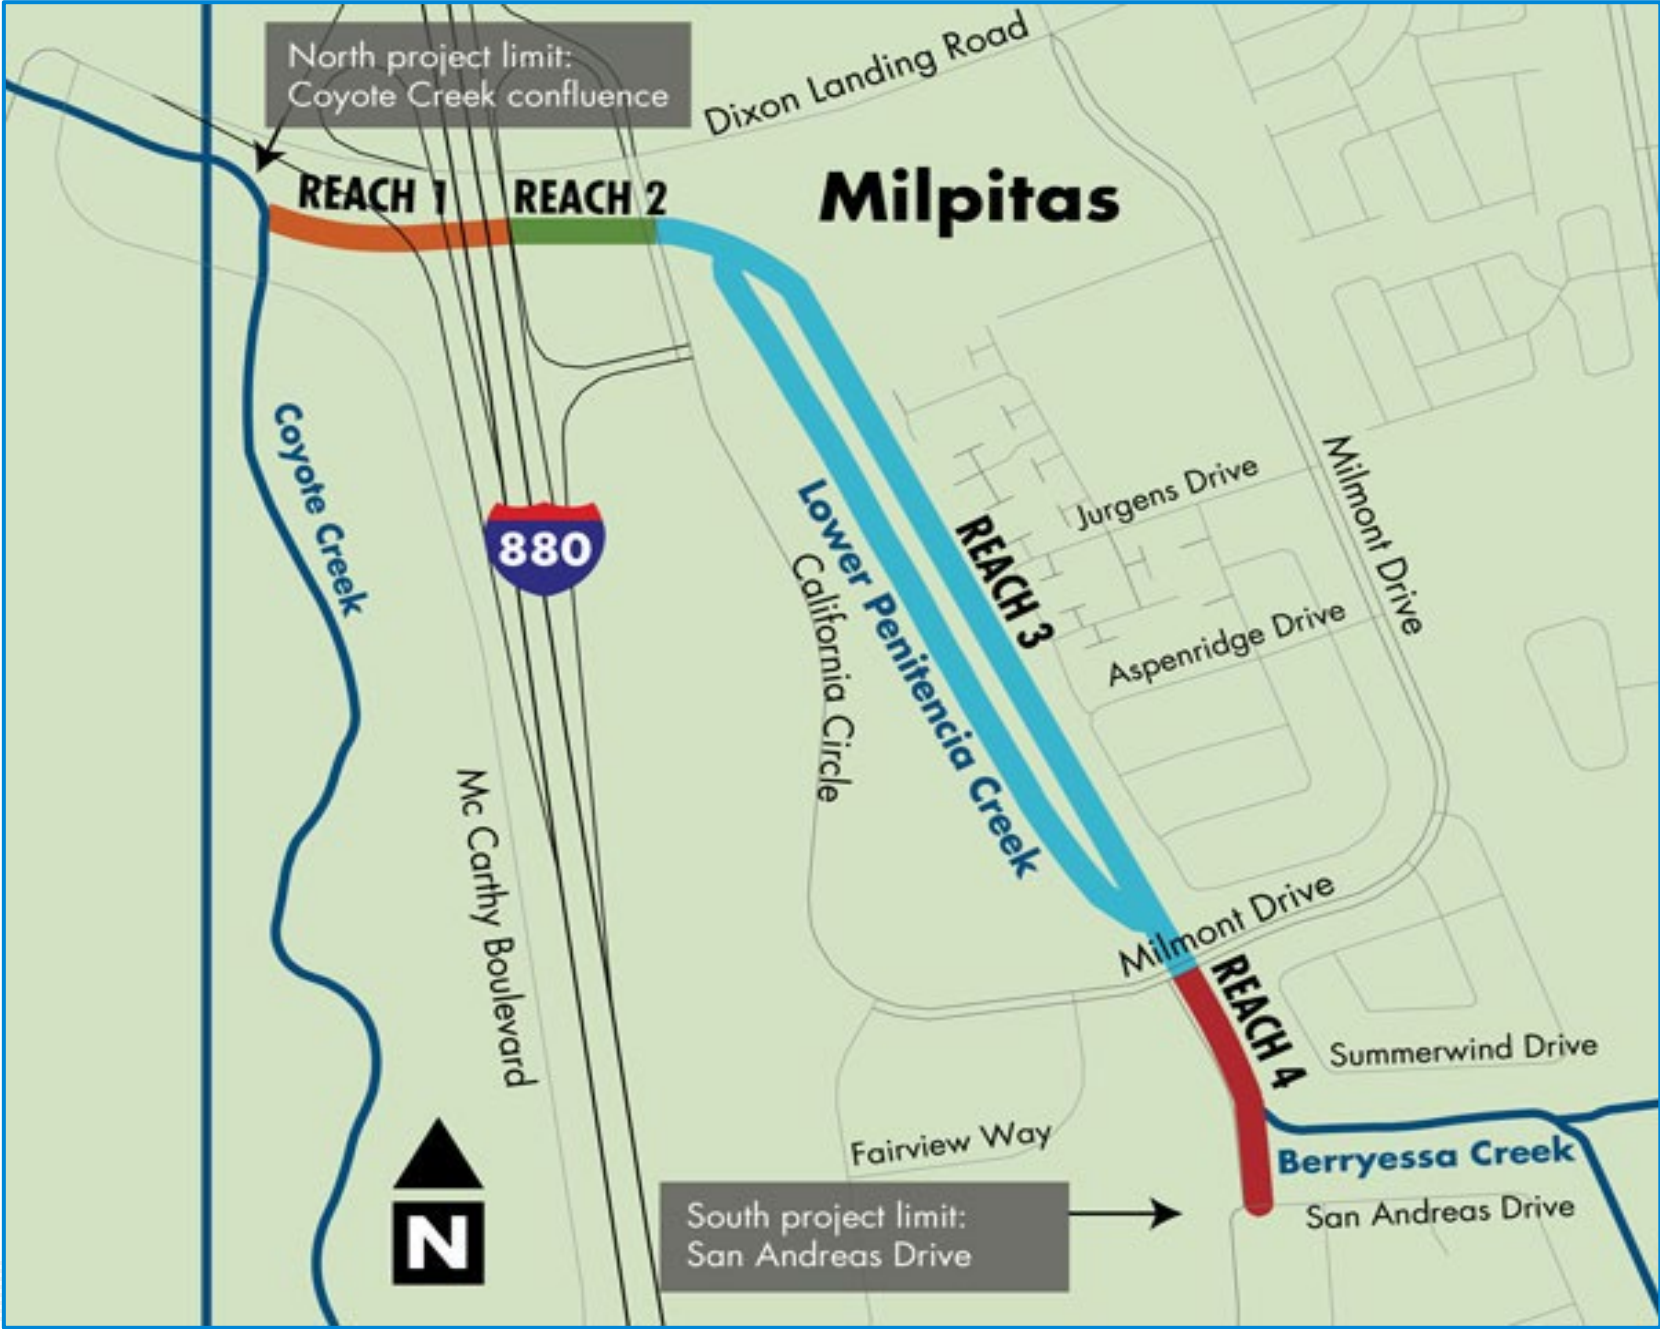 North project limit:
Coyote Creek confluence
Dixon Landing Road
REACH 1
REACH 2
Milpitas
Coyote Creek
880
Lower Penitencia Creek
REACH 3
Jurgens Drive
Milmont Drive
California Circle
Aspenridge Drive
Mc Carthy Boulevard
Milmont Drive
REACH 4
Summerwind Drive
Fairview Way
Berryessa Creek
San Andreas Drive
South project limit:
San Andreas Drive
N